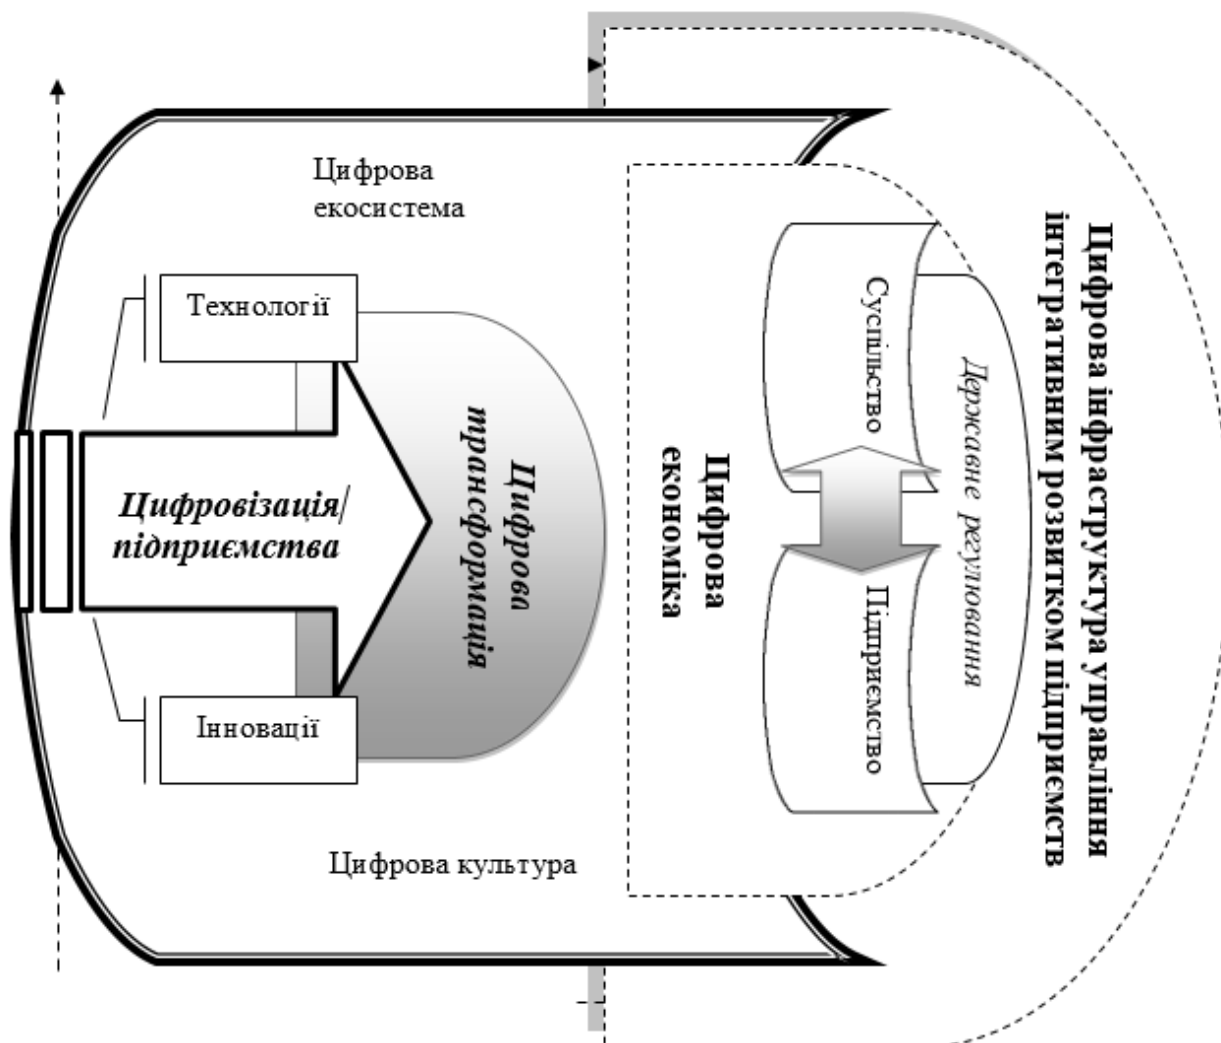 Цифрова
екосистема
Технології
Цифровізація/
підприємства
Інновації
Цифрова культура
Цифрова
трансформація
Цифрова
економіка
Суспільство
Підприємство
Державне регулювання
Цифрова інфраструктура управління
інтегративним розвитком підприємств